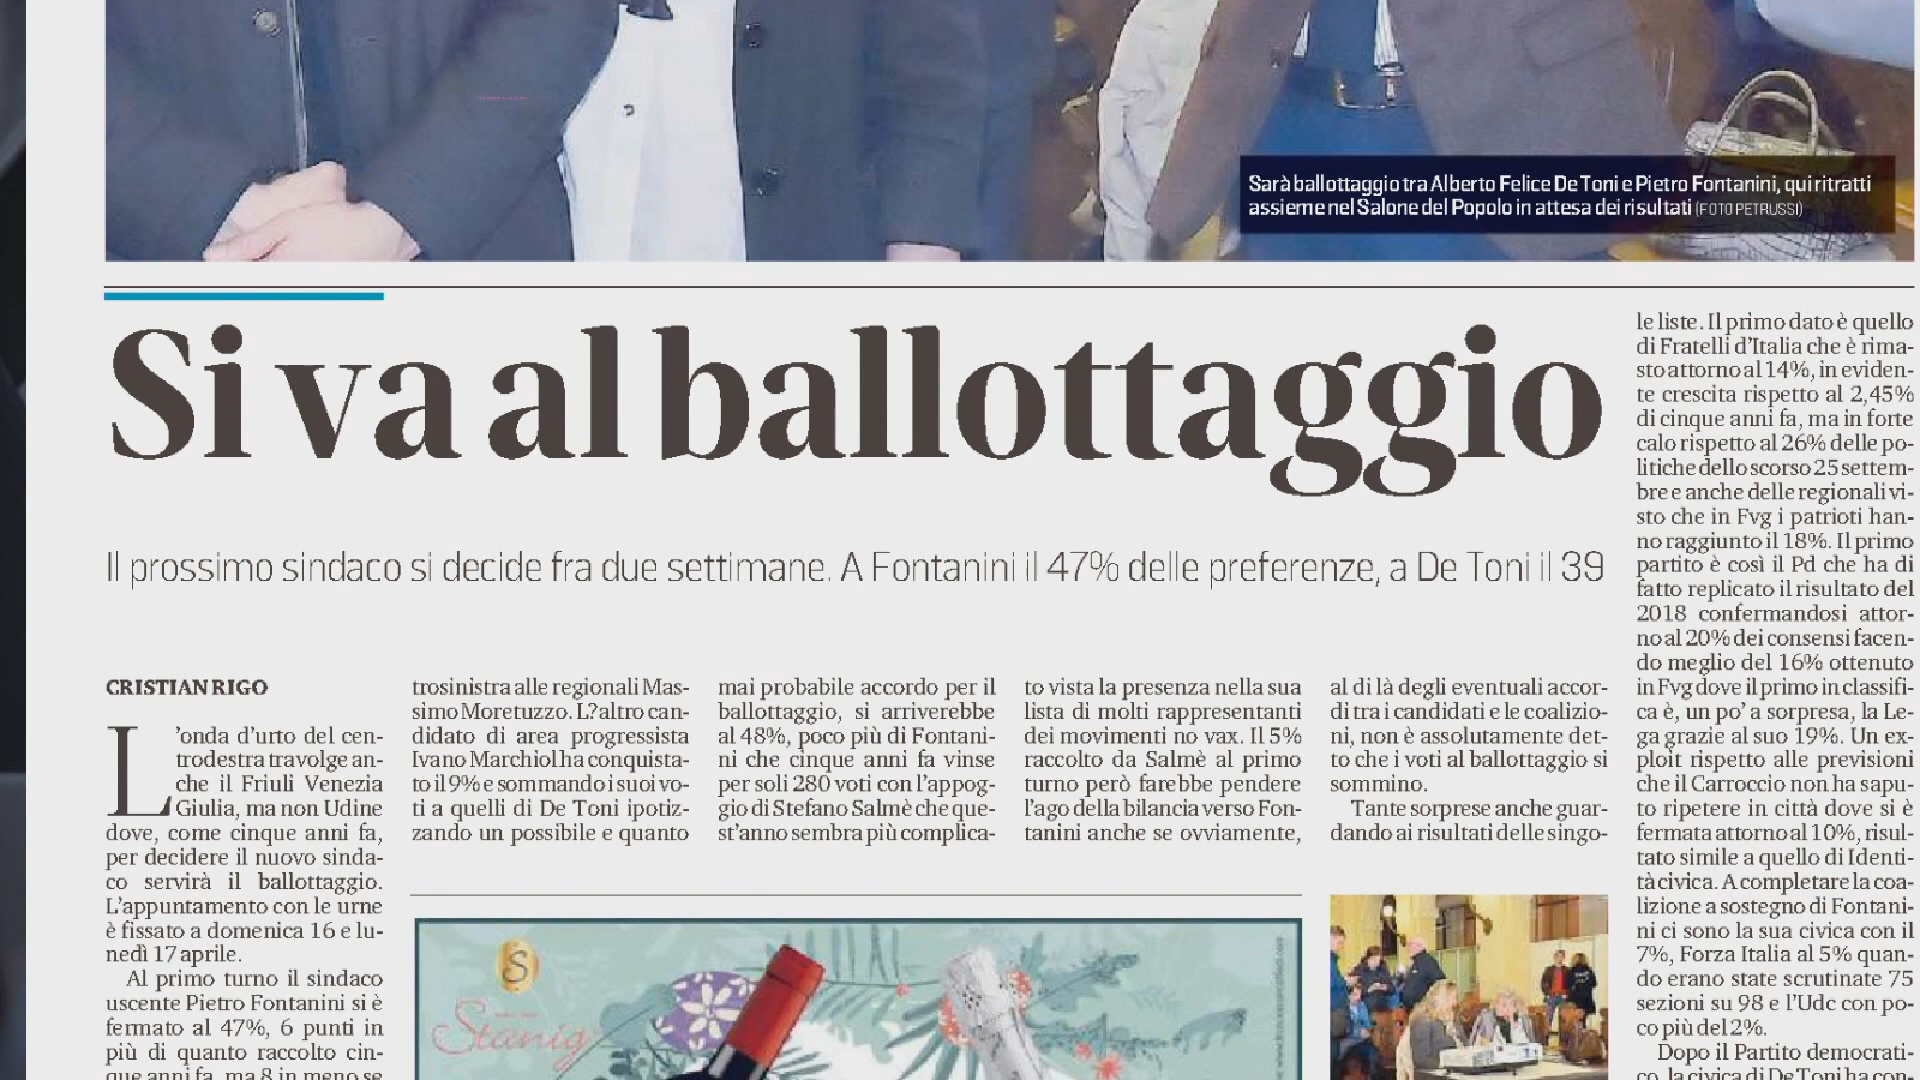 Sarà ballottaggio tra Alberto Felice De Toni e Pietro Fontanini, qui ritratti
assieme nel Salone del Popolo in attesa dei risultati (FOTO PETRUSSI)
Si va al ballottaggio
Il prossimo sindaco si decide fra due settimane. A Fontanini il 47% delle preferenze, a De Toni il 39
CRISTIAN RIGO
L'onda d'urto del cen-
trodestra travolge an-
che il Friuli Venezia
Giulia, ma non Udine
dove, come cinque anni fa,
per decidere il nuovo sinda-
co servirà il ballottaggio.
L'appuntamento con le urne
è fissato a domenica 16 e lu-
nedì 17 aprile.
Al primo turno il sindaco
uscente Pietro Fontanini si è
fermato al 47%, 6 punti in
più di quanto raccolto cin-
que anni fa, ma 8 in meno se
trosinistra alle regionali Mas-
simo Moretuzzo. L?altro can-
didato di area progressista
Ivano Marchiol ha conquista-
to il 9% e sommando i suoi vo-
ti a quelli di De Toni ipotiz-
zando un possibile e quanto
mai probabile accordo per il
ballottaggio, si arriverebbe
al 48%, poco più di Fontani-
ni che cinque anni fa vinse
per soli 280 voti con l'appog-
gio di Stefano Salmè che que-
st'anno sembra più complica-
to vista la presenza nella sua
lista di molti rappresentanti
dei movimenti no vax. Il 5%
raccolto da Salmè al primo
turno però farebbe pendere
l'ago della bilancia verso Fon-
tanini anche se ovviamente,
al di là degli eventuali accor-
di tra i candidati e le coalizio-
ni, non è assolutamente det-
to che i voti al ballottaggio si
sommino.
Tante sorprese anche guar-
dando ai risultati delle singo-
le liste. Il primo dato è quello
di Fratelli d'Italia che è rima-
sto attorno al 14%, in eviden-
te crescita rispetto al 2,45%
di cinque anni fa, ma in forte
calo rispetto al 26% delle po-
litiche dello scorso 25 settem-
bre e anche delle regionali vi-
sto che in Fvg i patrioti han-
no raggiunto il 18%. Il primo
partito è così il Pd che ha di
fatto replicato il risultato del
2018 confermandosi attor-
no al 20% dei consensi facen-
do meglio del 16% ottenuto
in Fvg dove il primo in classifi-
ca è, un po' a sorpresa, la Le-
ga grazie al suo 19%. Un ex-
ploit rispetto alle previsioni
che il Carroccio non ha sapu-
to ripetere in città dove si è
fermata attorno al 10%, risul-
tato simile a quello di Identi-
tà civica. A completare la coa-
lizione a sostegno di Fontani-
ni ci sono la sua civica con il
7%, Forza Italia al 5% quan-
do erano state scrutinate 75
sezioni su 98 e l'Udc con po-
co più del 2%.
Dopo il Partito democrati-
co, la civica di De Toni ha con-
S
Stanig